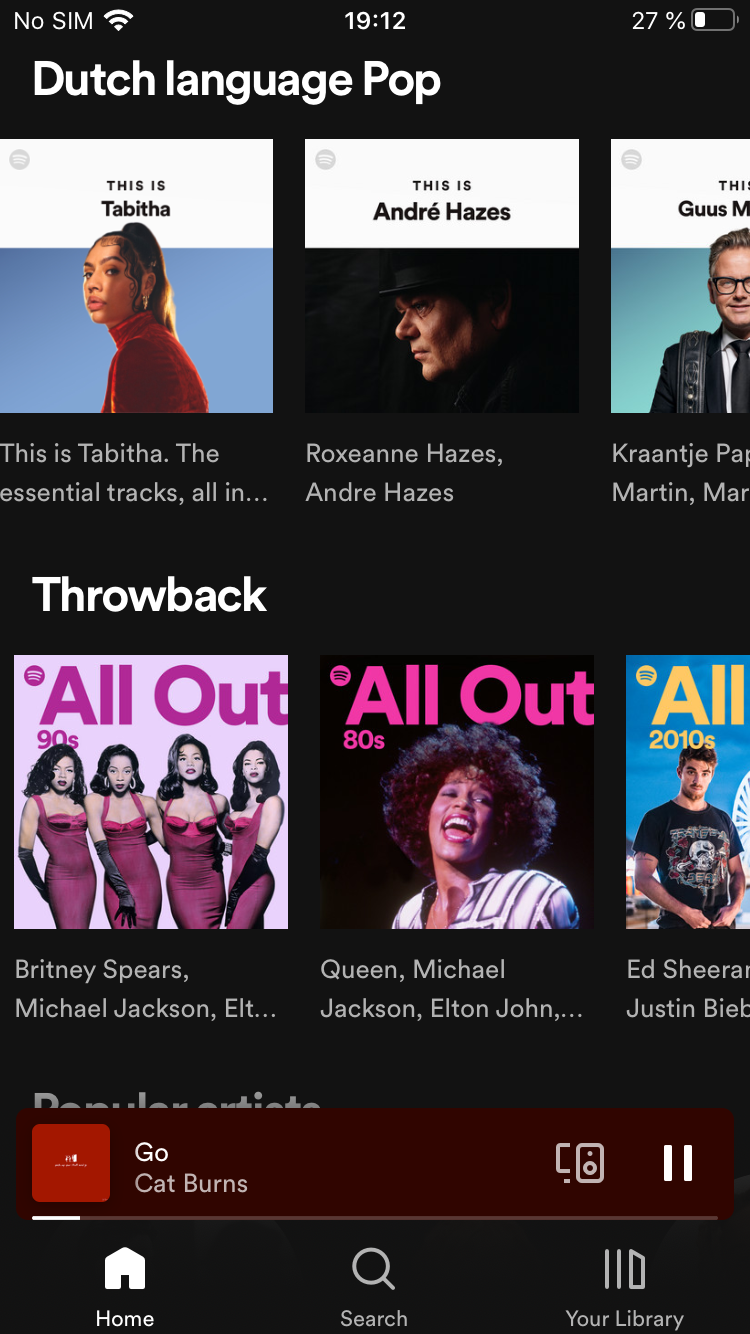 No SIM 19:12 27 %
Dutch language Pop
THIS IS
Tabitha
THIS IS
André Hazes
THIS
Guus M
This is Tabitha. The
essential tracks, all in…
Roxeanne Hazes,
Andre Hazes
Kraantje Pap
Martin, Mar
Throwback
All Out
90s
All Out
80s
All
2010s
Britney Spears,
Michael Jackson, Elt…
Queen, Michael
Jackson, Elton John,…
Ed Sheeran
Justin Bieb
Popular artists
Go
Cat Burns
Home
Search
Your Library